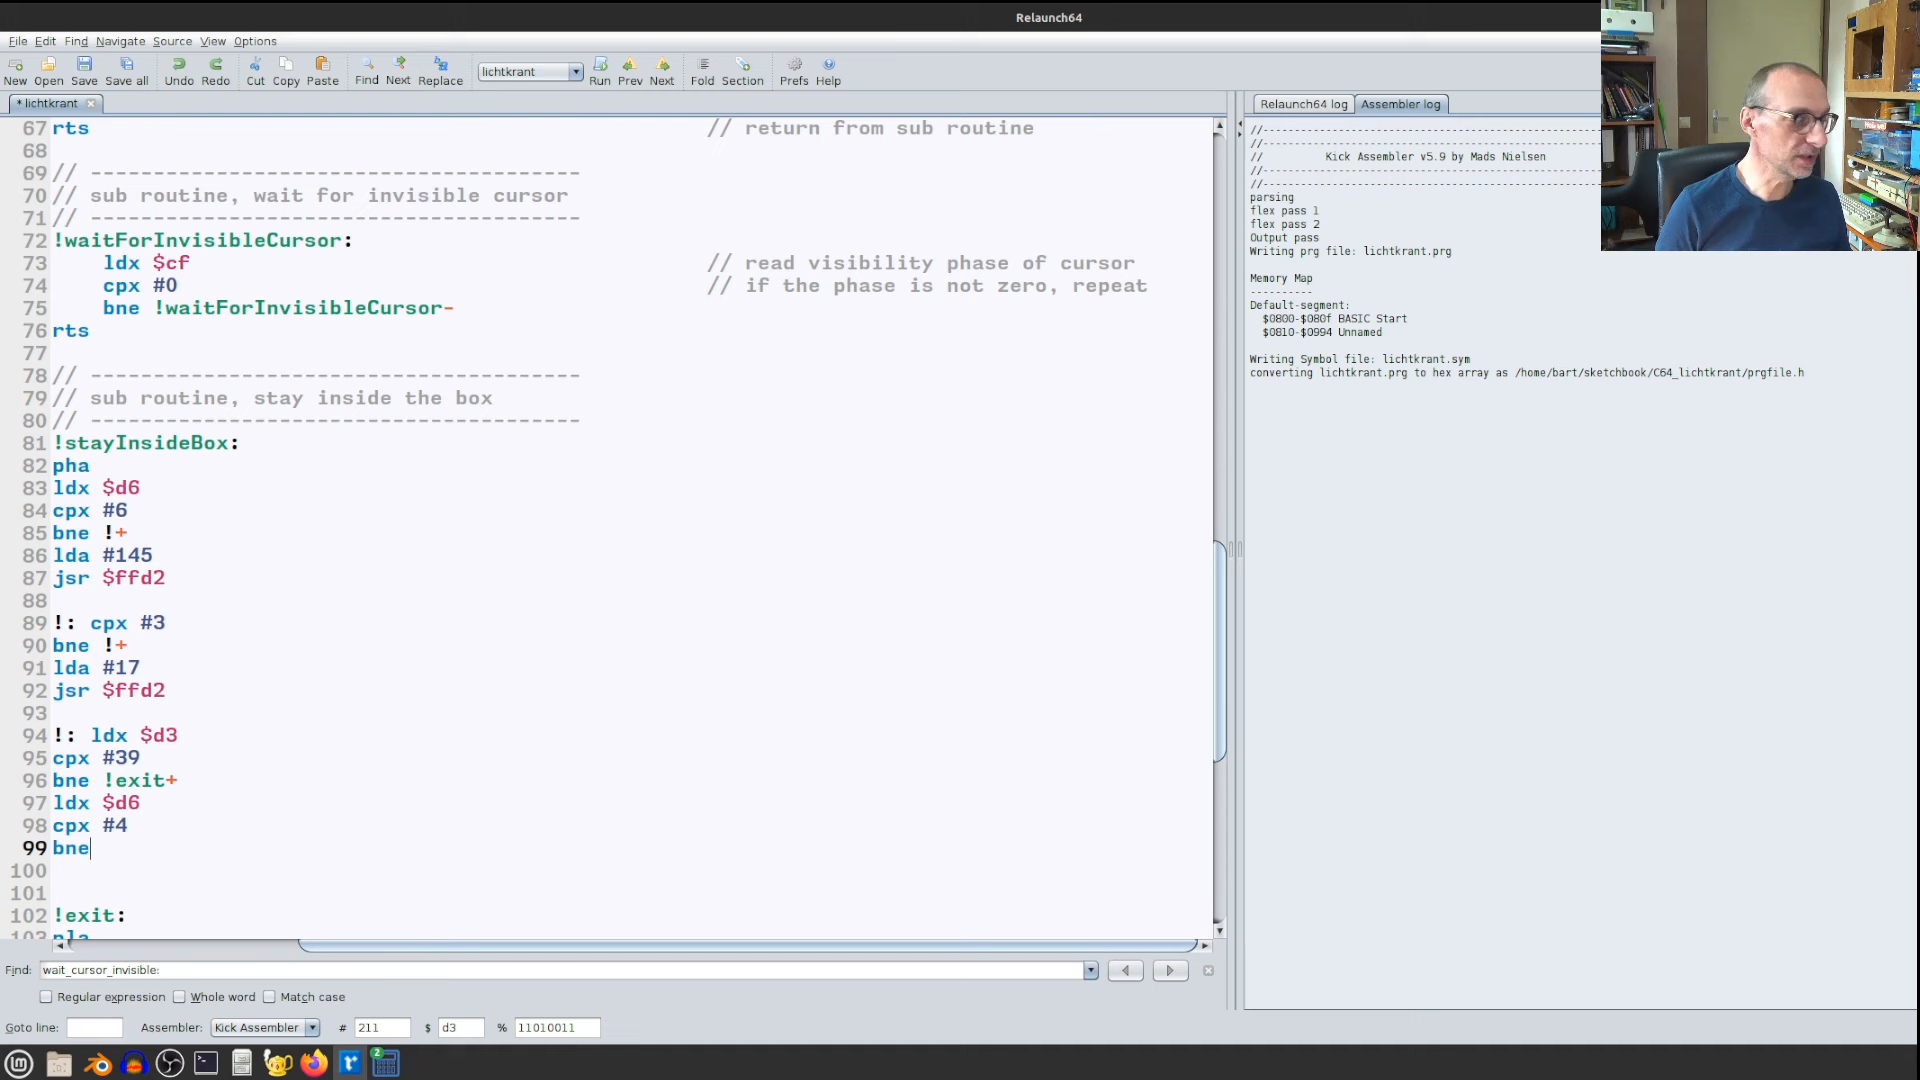 Relaunch64
File Edit Find Navigate Source View Options
New Open Save Save all Undo Redo Cut Copy Paste Find Next Replace lichtkrant Run Prev Next Fold Section Prefs Help
* lichtkrant
67 rts // return from sub routine
68
69 // ---------------------------------------
70 // sub routine, wait for invisible cursor
71 // ---------------------------------------
72 !waitForInvisibleCursor:
73 ldx $cf // read visibility phase of cursor
74 cpx #0 // if the phase is not zero, repeat
75 bne !waitForInvisibleCursor-
76 rts
77
78 // ---------------------------------------
79 // sub routine, stay inside the box
80 // ---------------------------------------
81 !stayInsideBox:
82 pha
83 ldx $d6
84 cpx #6
85 bne !+
86 lda #145
87 jsr $ffd2
88
89 !: cpx #3
90 bne !+
91 lda #17
92 jsr $ffd2
93
94 !: ldx $d3
95 cpx #39
96 bne !exit+
97 ldx $d6
98 cpx #4
99 bne
100
101
102 !exit:
103 pla
Relaunch64 log Assembler log
//------------------------------------------------------
//------------------------------------------------------
// Kick Assembler v5.9 by Mads Nielsen
//------------------------------------------------------
//------------------------------------------------------
parsing
flex pass 1
flex pass 2
Output pass
Writing prg file: lichtkrant.prg
Memory Map
----------
Default-segment:
$0800-$080f BASIC Start
$0810-$0994 Unnamed
Writing Symbol file: lichtkrant.sym
converting lichtkrant.prg to hex array as /home/bart/sketchbook/C64_lichtkrant/prgfile.h
Find: wait_cursor_invisible:
Regular expression Whole word Match case
Goto line: Assembler: Kick Assembler # 211 $ d3 % 11010011
2